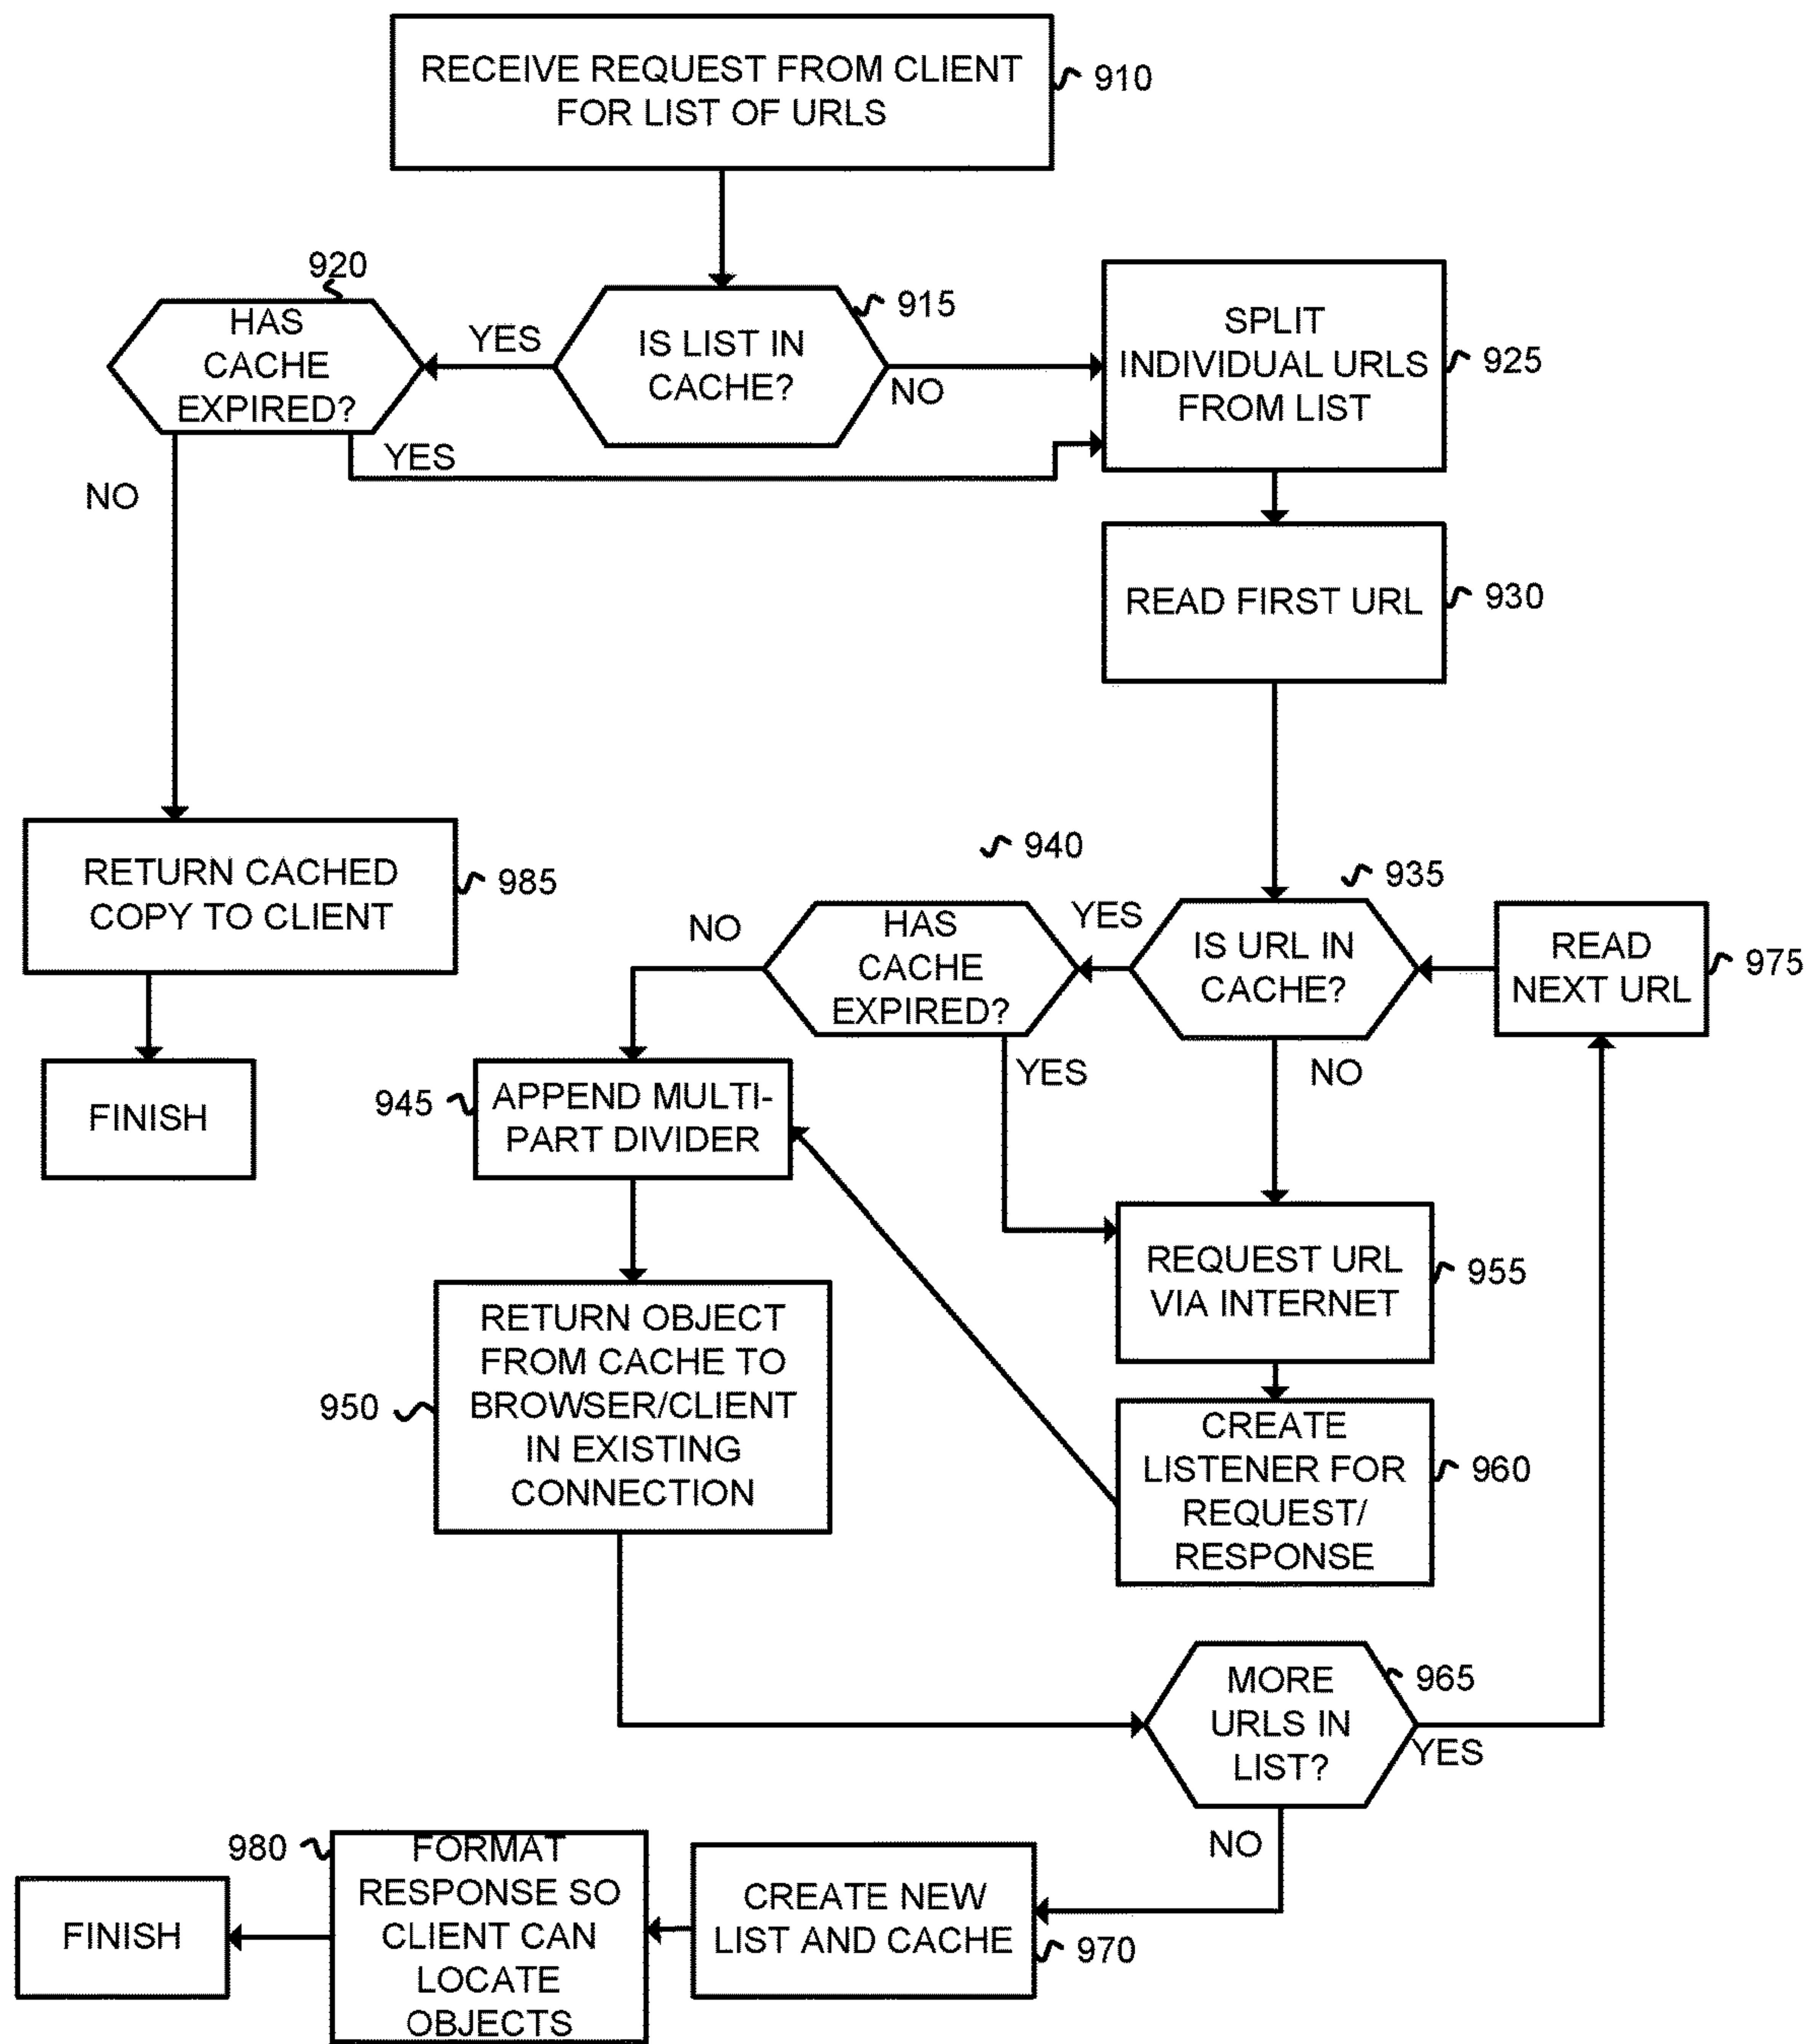 RECEIVE REQUEST FROM CLIENT
FOR LIST OF URLS
910
920
HAS
CACHE
EXPIRED?
YES
IS LIST IN
CACHE?
915
NO
SPLIT
INDIVIDUAL URLS
FROM LIST
925
YES
NO
READ FIRST URL
930
RETURN CACHED
COPY TO CLIENT
985
FINISH
940
935
NO
HAS
CACHE
EXPIRED?
YES
IS URL IN
CACHE?
READ
NEXT URL
975
YES
NO
945
APPEND MULTI-
PART DIVIDER
REQUEST URL
VIA INTERNET
955
950
RETURN OBJECT
FROM CACHE TO
BROWSER/CLIENT
IN EXISTING
CONNECTION
CREATE
LISTENER FOR
REQUEST/
RESPONSE
960
MORE
URLS IN
LIST?
965
YES
NO
980
FORMAT
RESPONSE SO
CLIENT CAN
LOCATE
OBJECTS
CREATE NEW
LIST AND CACHE
970
FINISH